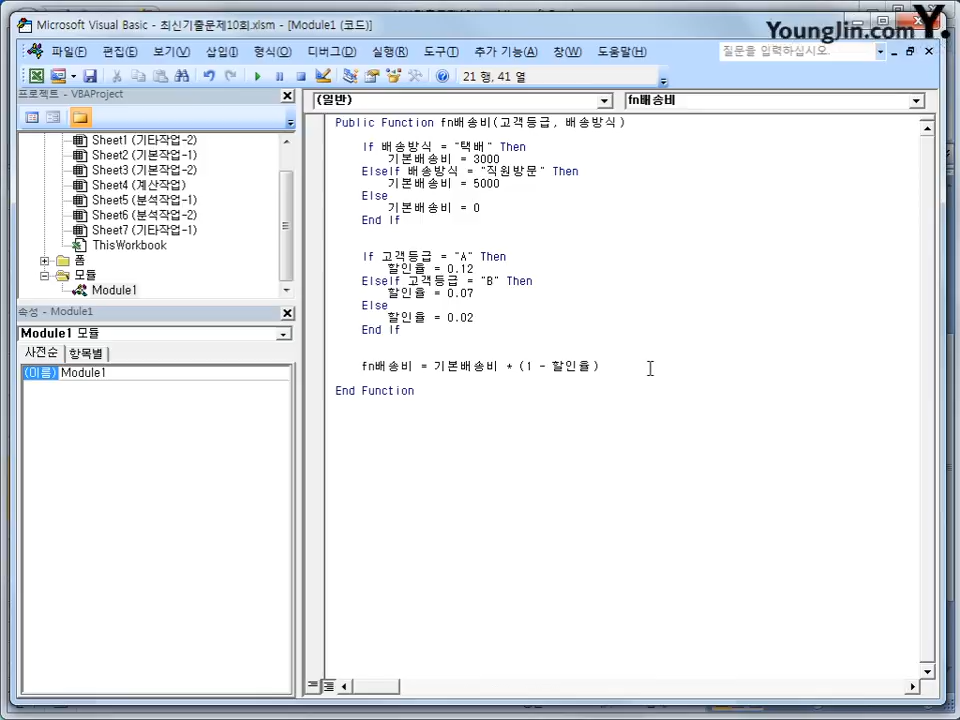 Microsoft Visual Basic - 최신기출문제10회.xlsm - [Module1 (코드)]
Younglin.com Y.
파일(F) 편집(E) 보기(V) 삽입(I) 형식(O) 디버그(D) 실행(R) 도구(T) 추가 기능(A) 창(W) 도움말(H) 질문을 입력하십시오.
21 행, 41 열
프로젝트 - VBAProject
(일반) fn배송비
Sheet1 (기타작업-2)
Sheet2 (기본작업-1)
Sheet3 (기본작업-2)
Sheet4 (계산작업)
Sheet5 (분석작업-1)
Sheet6 (분석작업-2)
Sheet7 (기타작업-1)
ThisWorkbook
폼
모듈
Module1
속성 - Module1
Module1 모듈
사전순 항목별
(이름) Module1
Public Function fn배송비(고객등급, 배송방식)
If 배송방식 = "택배" Then
기본배송비 = 3000
ElseIf 배송방식 = "직원방문" Then
기본배송비 = 5000
Else
기본배송비 = 0
End If
If 고객등급 = "A" Then
할인율 = 0.12
ElseIf 고객등급 = "B" Then
할인율 = 0.07
Else
할인율 = 0.02
End If
fn배송비 = 기본배송비 * (1 - 할인율)
End Function